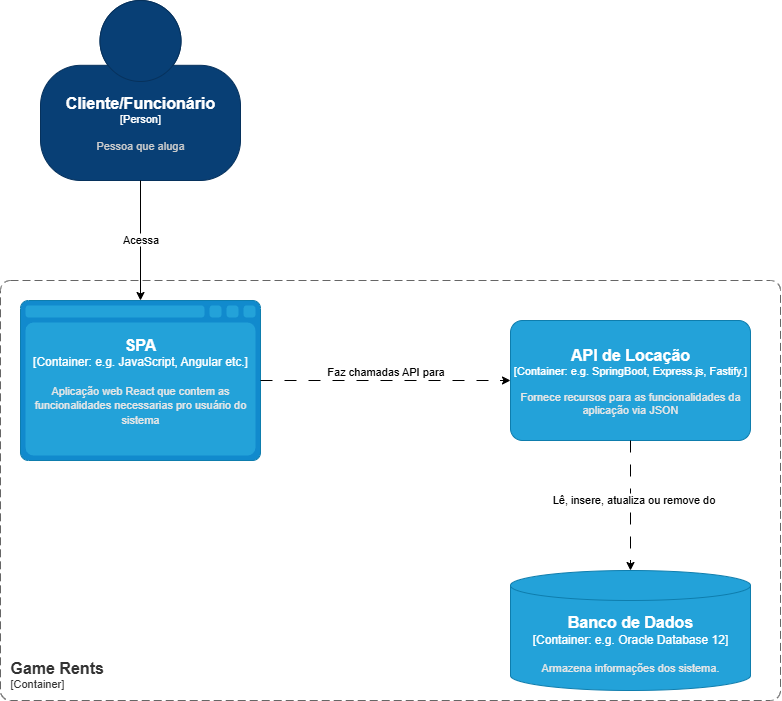 Cliente/Funcionário
[Person]
Pessoa que aluga
Acessa
SPA
[Container: e.g. JavaScript, Angular etc.]
Aplicação web React que contem as
funcionalidades necessarias pro usuário do
sistema
Faz chamadas API para
API de Locação
[Container: e.g. SpringBoot, Express.js, Fastify.]
Fornece recursos para as funcionalidades da
aplicação via JSON
Lê, insere, atualiza ou remove do
Banco de Dados
[Container: e.g. Oracle Database 12]
Armazena informações dos sistema.
Game Rents
[Container]